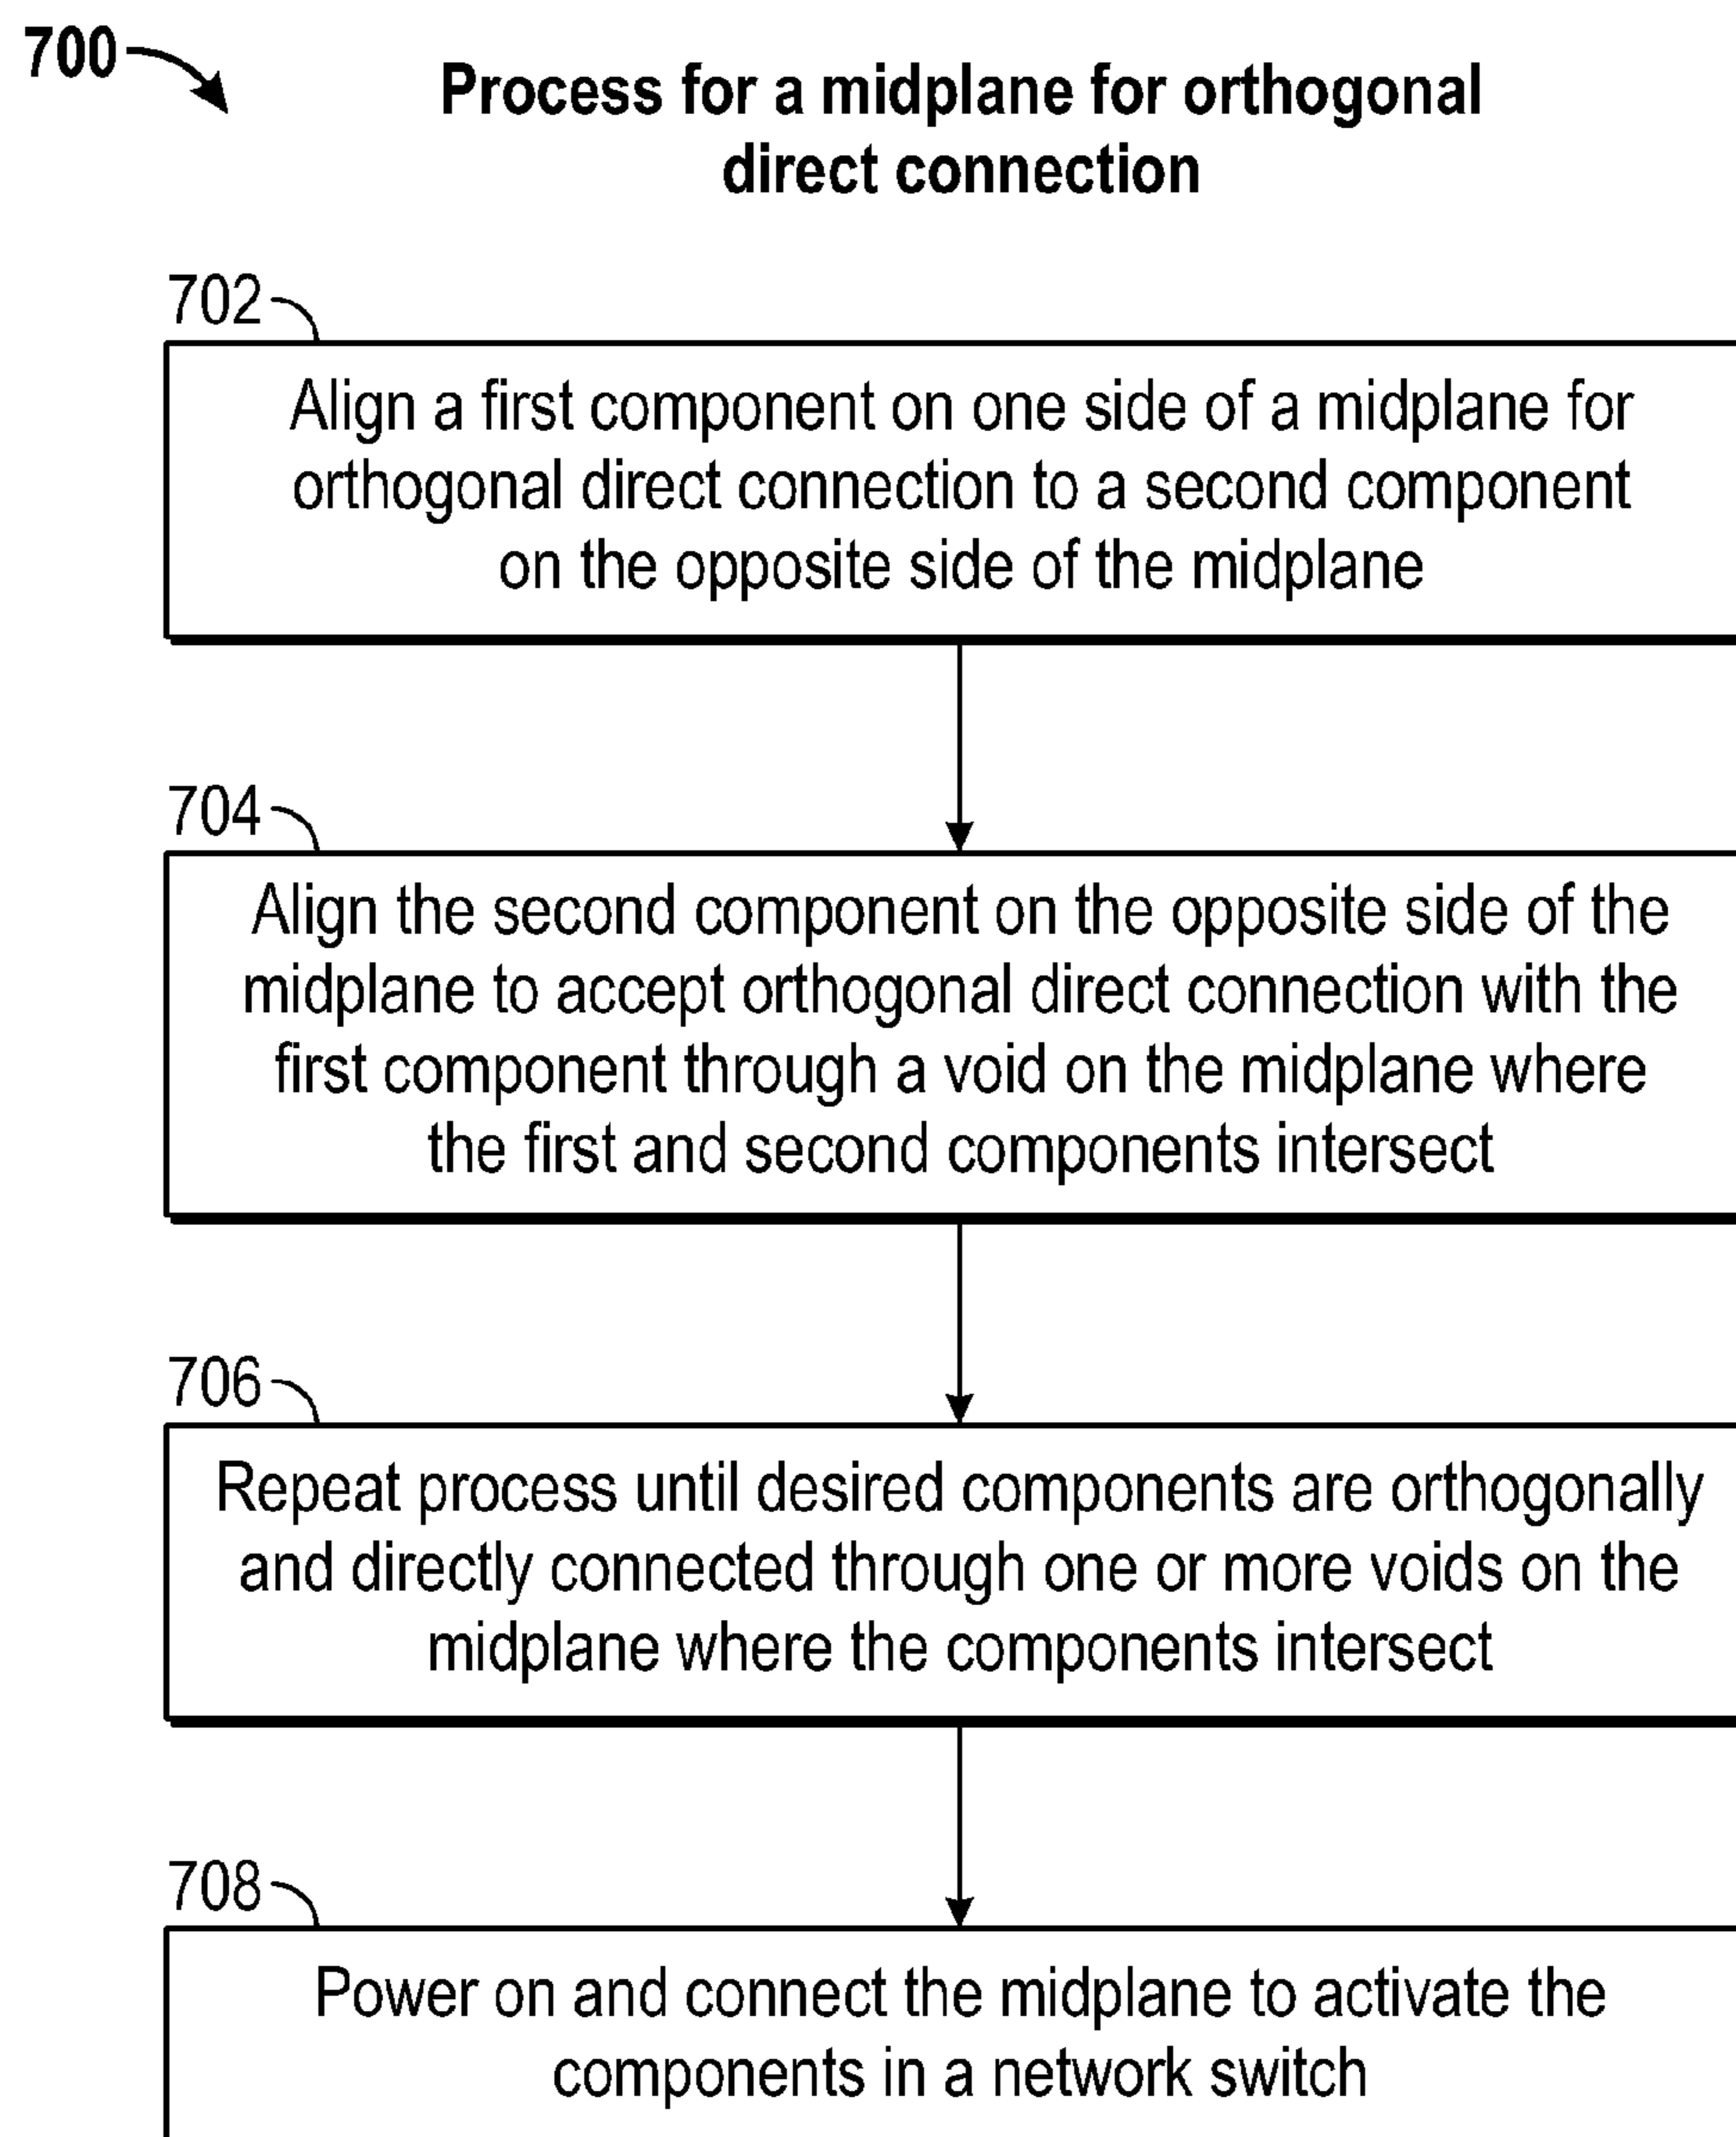 700
Process for a midplane for orthogonal
direct connection
702
Align a first component on one side of a midplane for
orthogonal direct connection to a second component
on the opposite side of the midplane
704
Align the second component on the opposite side of the
midplane to accept orthogonal direct connection with the
first component through a void on the midplane where
the first and second components intersect
706
Repeat process until desired components are orthogonally
and directly connected through one or more voids on the
midplane where the components intersect
708
Power on and connect the midplane to activate the
components in a network switch